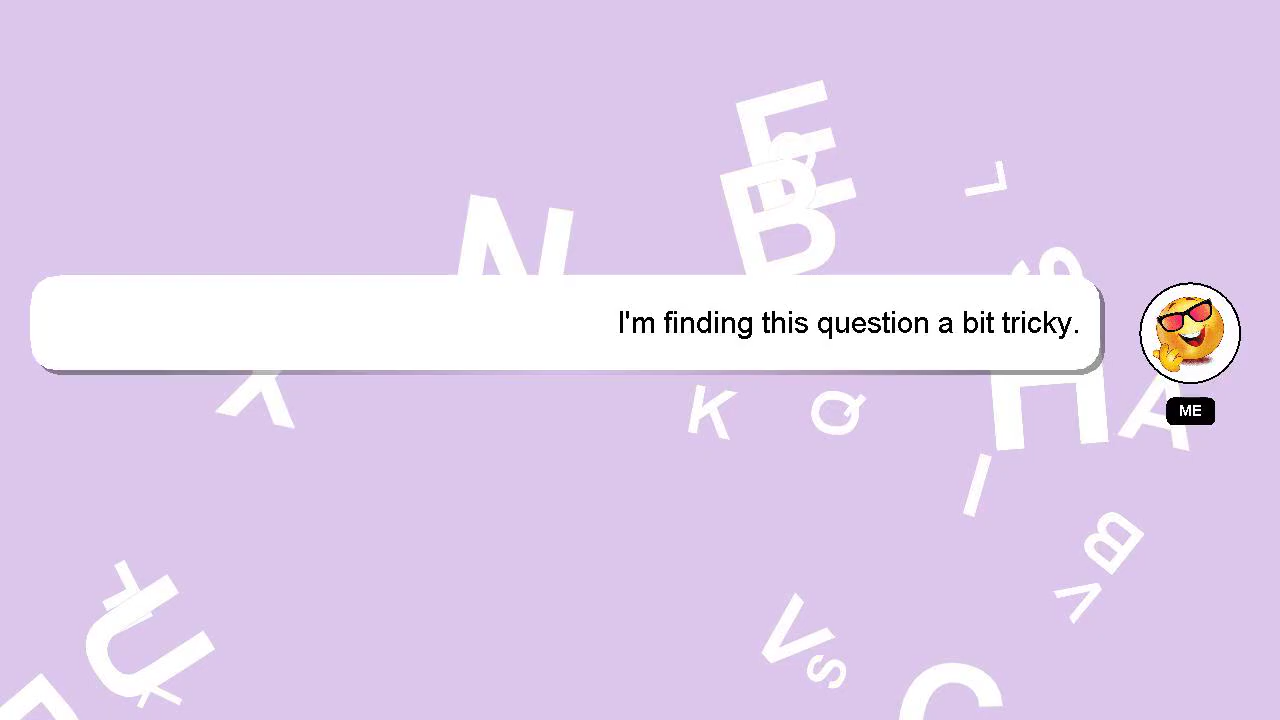 E
B
L
N
S
I'm finding this question a bit tricky.
X
K
Q
H
A
ME
I
B
V
U
V
S
C